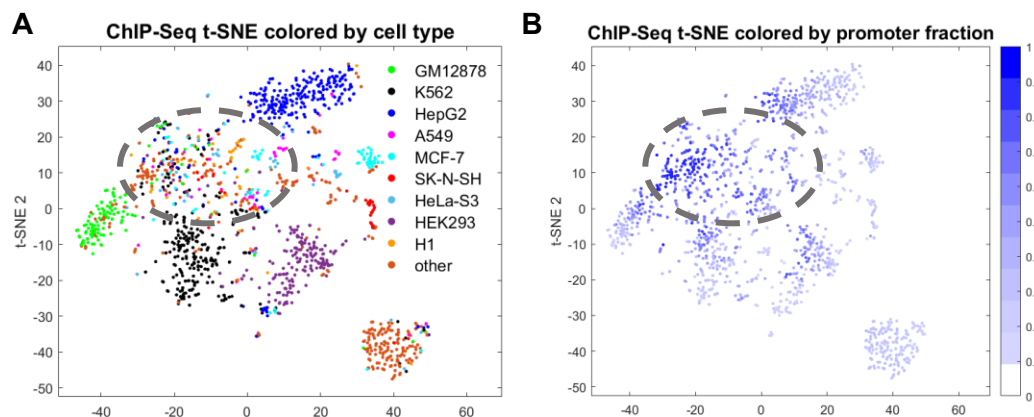 A
ChIP-Seq t-SNE colored by cell type
40
30
20
10
0
-10
-20
-30
-40
-50
-40
-20
0
20
40
60
GM12878
K562
HepG2
A549
MCF-7
SK-N-SH
HeLa-S3
HEK293
H1
other
t-SNE 2
B
ChIP-Seq t-SNE colored by promoter fraction
40
30
20
10
0
-10
-20
-30
-40
-50
-40
-20
0
20
40
60
t-SNE 2
1